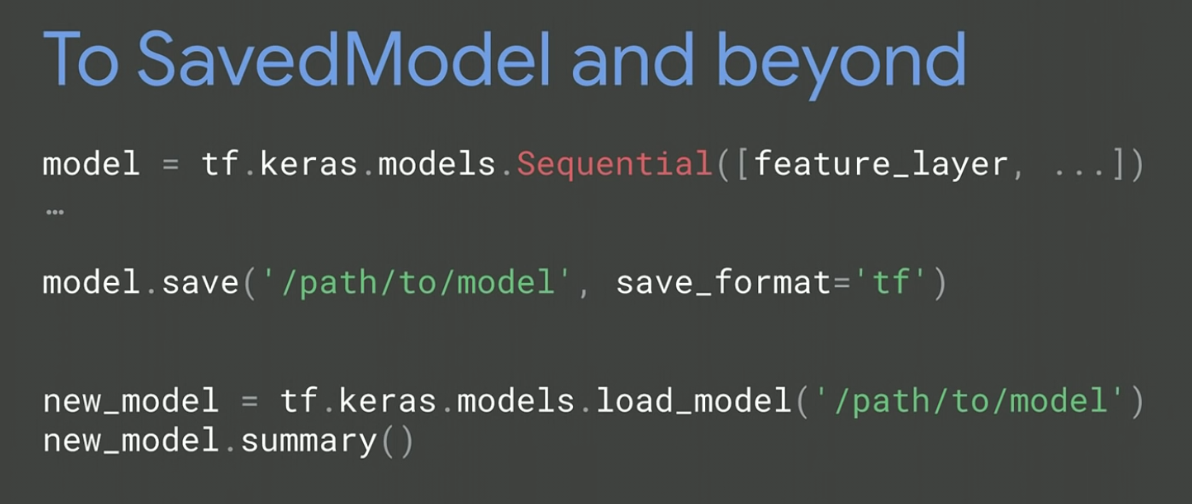 To SavedModel and beyond
model = tf.keras.models.Sequential([feature_layer, ...])
…
model.save('/path/to/model', save_format='tf')
new_model = tf.keras.models.load_model('/path/to/model')
new_model.summary()